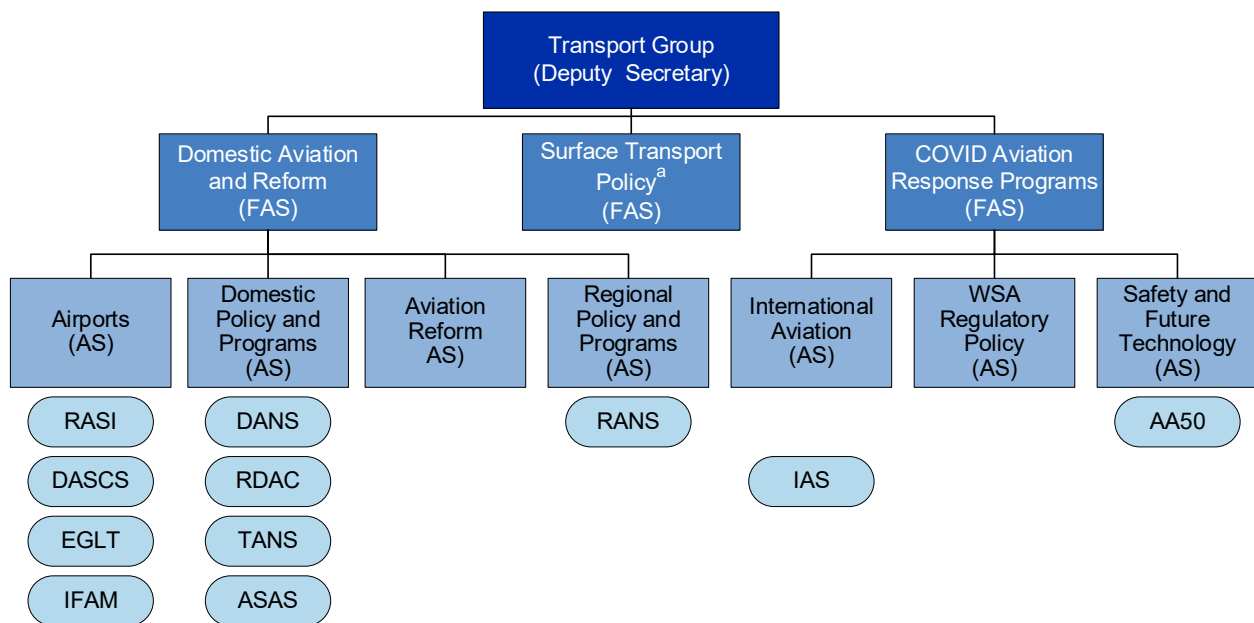 Transport Group
(Deputy Secretary)
Domestic Aviation
and Reform
(FAS)
Surface Transport
Policya
(FAS)
COVID Aviation
Response Programs
(FAS)
Airports
(AS)
Domestic
Policy and
Programs
(AS)
Aviation
Reform
AS)
Regional
Policy and
Programs
(AS)
International
Aviation
(AS)
WSA
Regulatory
Policy
(AS)
Safety and
Future
Technology
(AS)
RASI
DANS
RANS
AA50
DASCS
RDAC
IAS
EGLT
TANS
IFAM
ASAS